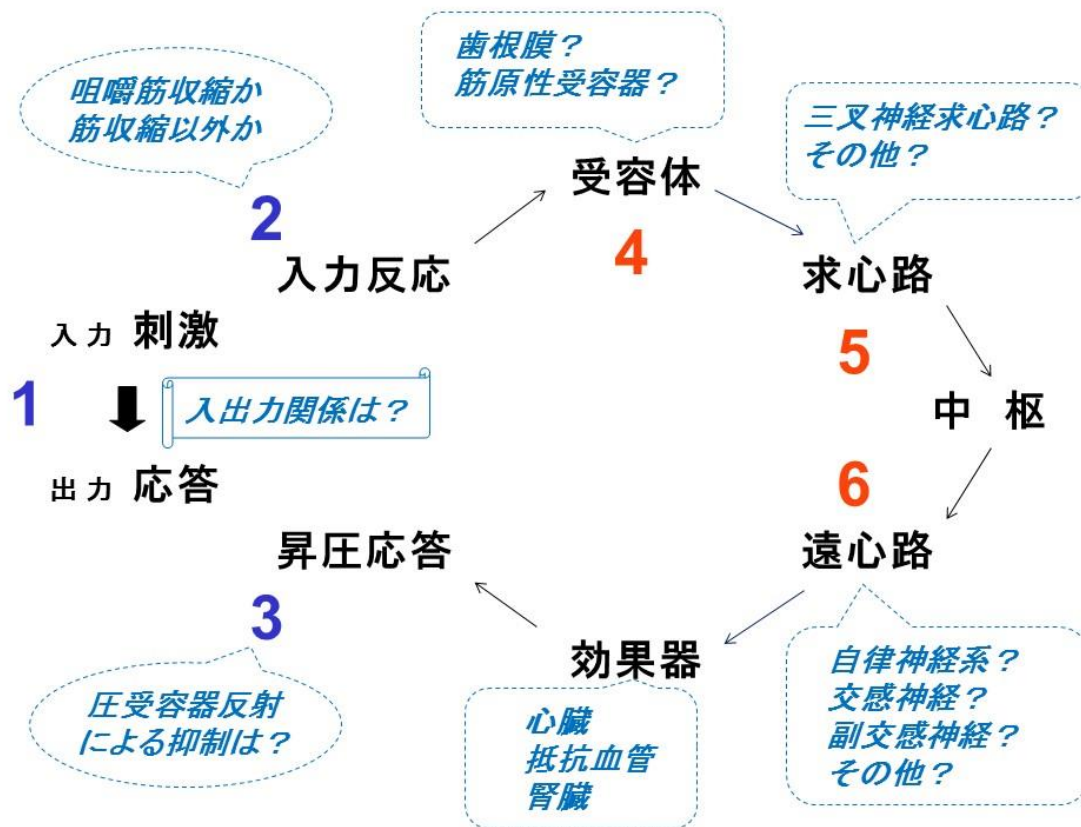 咀嚼筋収縮か
筋収縮以外か
2
入力反応
歯根膜？
筋原性受容器？
受容体
4
三叉神経求心路？
その他？
求心路
5
入力 刺激
1
入出力関係は？
出力 応答
中 枢
6
遠心路
自律神経系？
交感神経？
副交感神経？
その他？
効果器
心臓
抵抗血管
腎臓
昇圧応答
3
圧受容器反射
による抑制は？